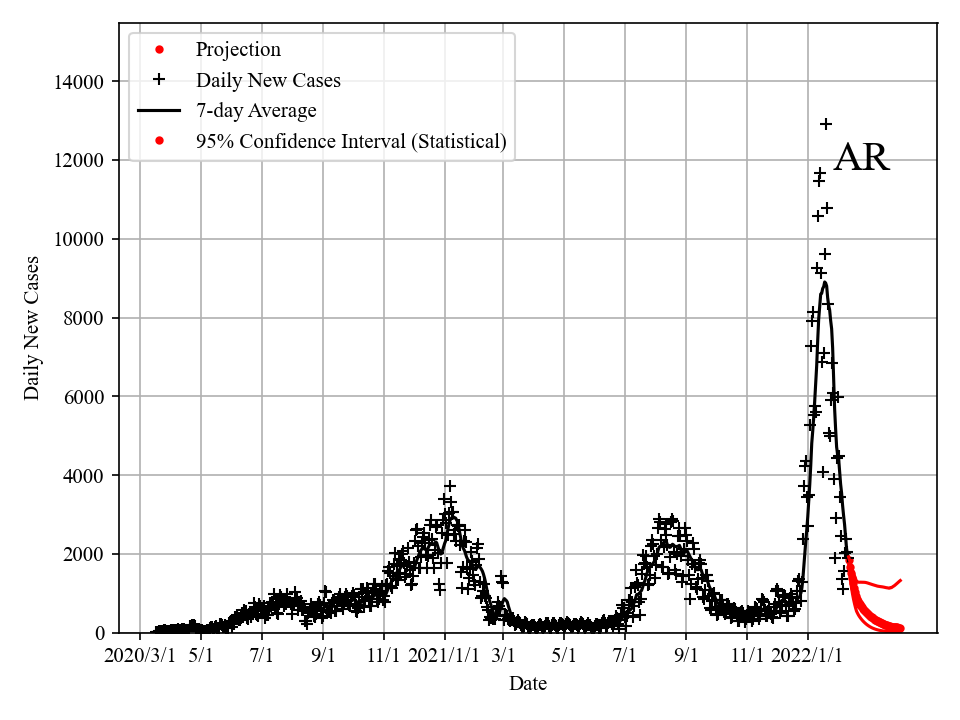 Projection
Daily New Cases
7-day Average
95% Confidence Interval (Statistical)
AR
Daily New Cases
14000
12000
10000
8000
6000
4000
2000
0
2020/3/1 5/1 7/1 9/1 11/1 2021/1/1 3/1 5/1 7/1 9/1 11/1 2022/1/1
Date